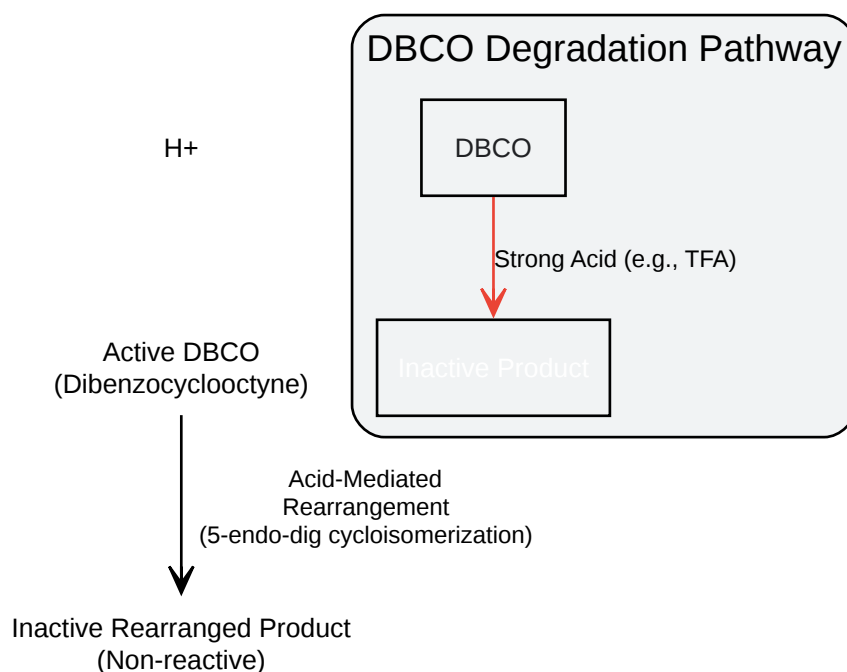 DBCO Degradation Pathway
H+
DBCO
Strong Acid (e.g., TFA)
Inactive Product
Active DBCO
(Dibenzocyclooctyne)
Acid-Mediated
Rearrangement
(5-endo-dig cycloisomerization)
Inactive Rearranged Product
(Non-reactive)